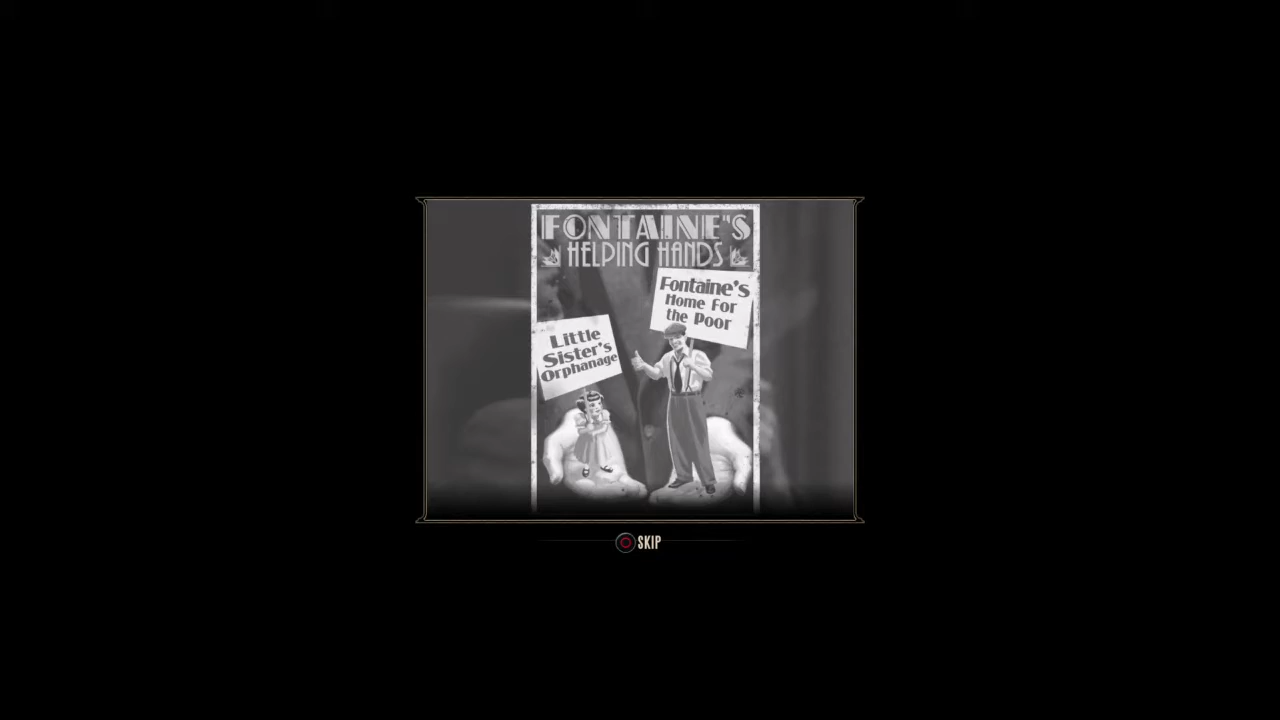 FONTAINE'S
HELPING HANDS
Fontaine's
Home For
the Poor
Little
Sister's
Orphanage
SKIP